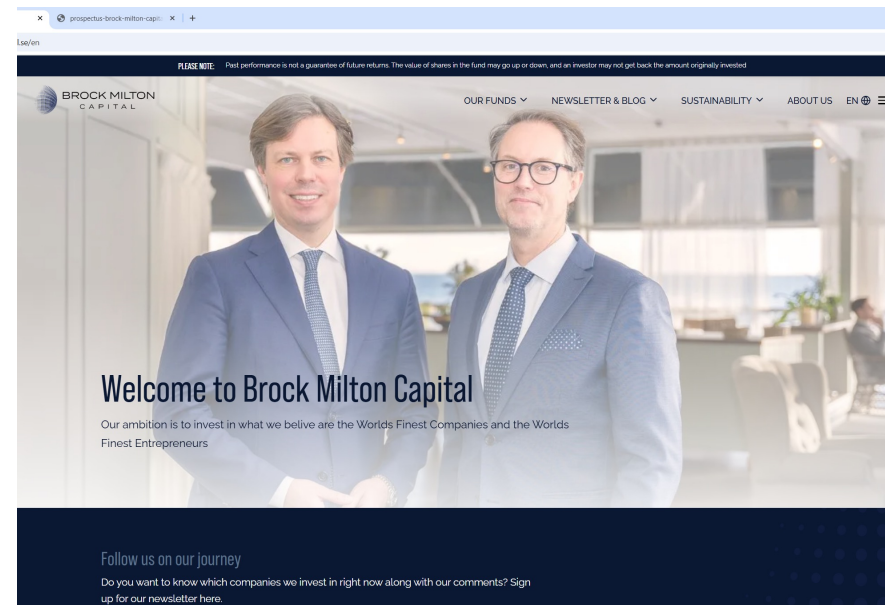 prospectus-brock-milton-capit
l.se/en
PLEASE NOTE: Past performance is not a guarantee of future returns. The value of shares in the fund may go up or down, and an investor may not get back the amount originally invested
BROCK MILTON
CAPITAL
OUR FUNDS NEWSLETTER & BLOG SUSTAINABILITY ABOUT US EN
Welcome to Brock Milton Capital
Our ambition is to invest in what we belive are the Worlds Finest Companies and the Worlds
Finest Entrepreneurs
Follow us on our journey
Do you want to know which companies we invest in right now along with our comments? Sign
up for our newsletter here.